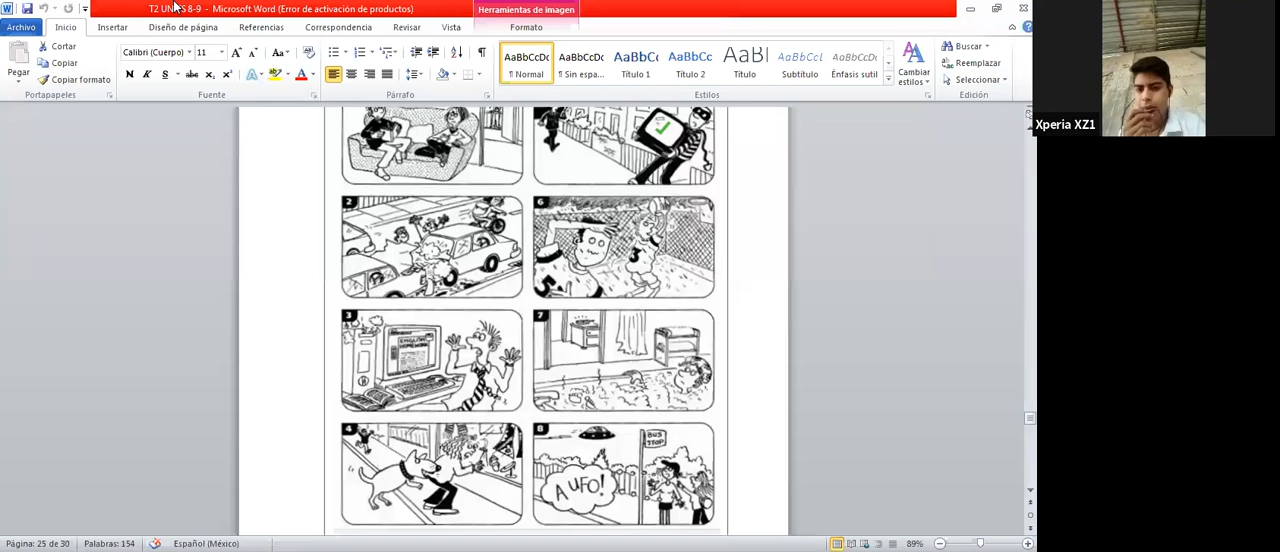 T2 UNITS 8-9 - Microsoft Word (Error de activación de productos)
Herramientas de imagen
Archivo Inicio Insertar Diseño de página Referencias Correspondencia Revisar Vista Formato
Cortar
Copiar
Copiar formato
Pegar
Portapapeles
Calibri (Cuerpo) 11
Fuente
Párrafo
AaBbCcDc AaBbCcDc AaBbCc AaBbCc AaBl AaBbCcL AaBbCcDc
¶ Normal ¶ Sin espa... Título 1 Título 2 Título Subtítulo Énfasis sutil
Estilos
Cambiar
estilos
Buscar
Reemplazar
Seleccionar
Edición
Xperia XZ1
2
6
5
3
3
ENGLISH
HOMEWORK
7
4
8
BUS
STOP
A UFO!
Página: 25 de 30 Palabras: 154 Español (México) 89%